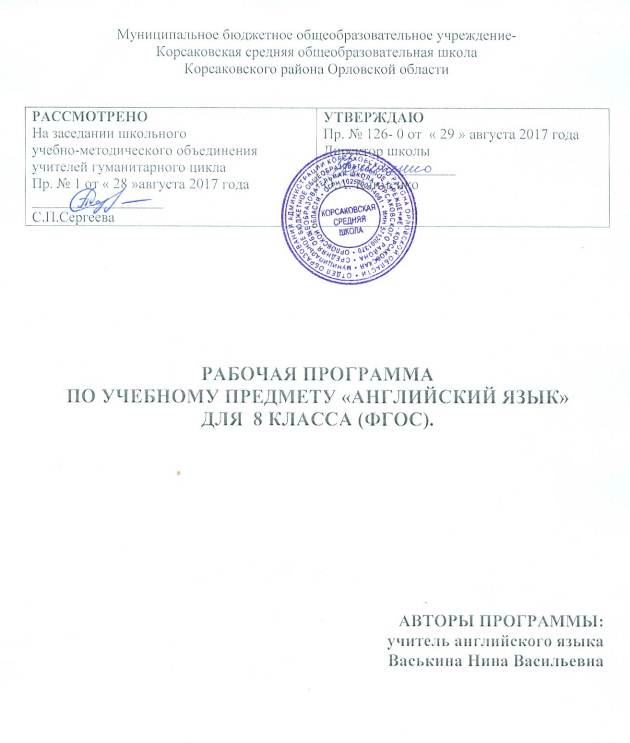 Муниципальное бюджетное общеобразовательное учреждение-
Корсаковская средняя общеобразовательная школа
Корсаковского района Орловской области
РАССМОТРЕНО
На заседании школьного
учебно-методического объединения
учителей гуманитарного цикла
Пр. № 1 от « 28 »августа 2017 года
С.П.Сергеева
УТВЕРЖДАЮ
Пр. № 126- 0 от « 29 » августа 2017 года
Директор школы
КОРСАКОВСКАЯ
СРЕДНЯЯ
ШКОЛА
РАБОЧАЯ ПРОГРАММА
ПО УЧЕБНОМУ ПРЕДМЕТУ «АНГЛИЙСКИЙ ЯЗЫК»
ДЛЯ 8 КЛАССА (ФГОС).
АВТОРЫ ПРОГРАММЫ:
учитель английского языка
Васькина Нина Васильевна